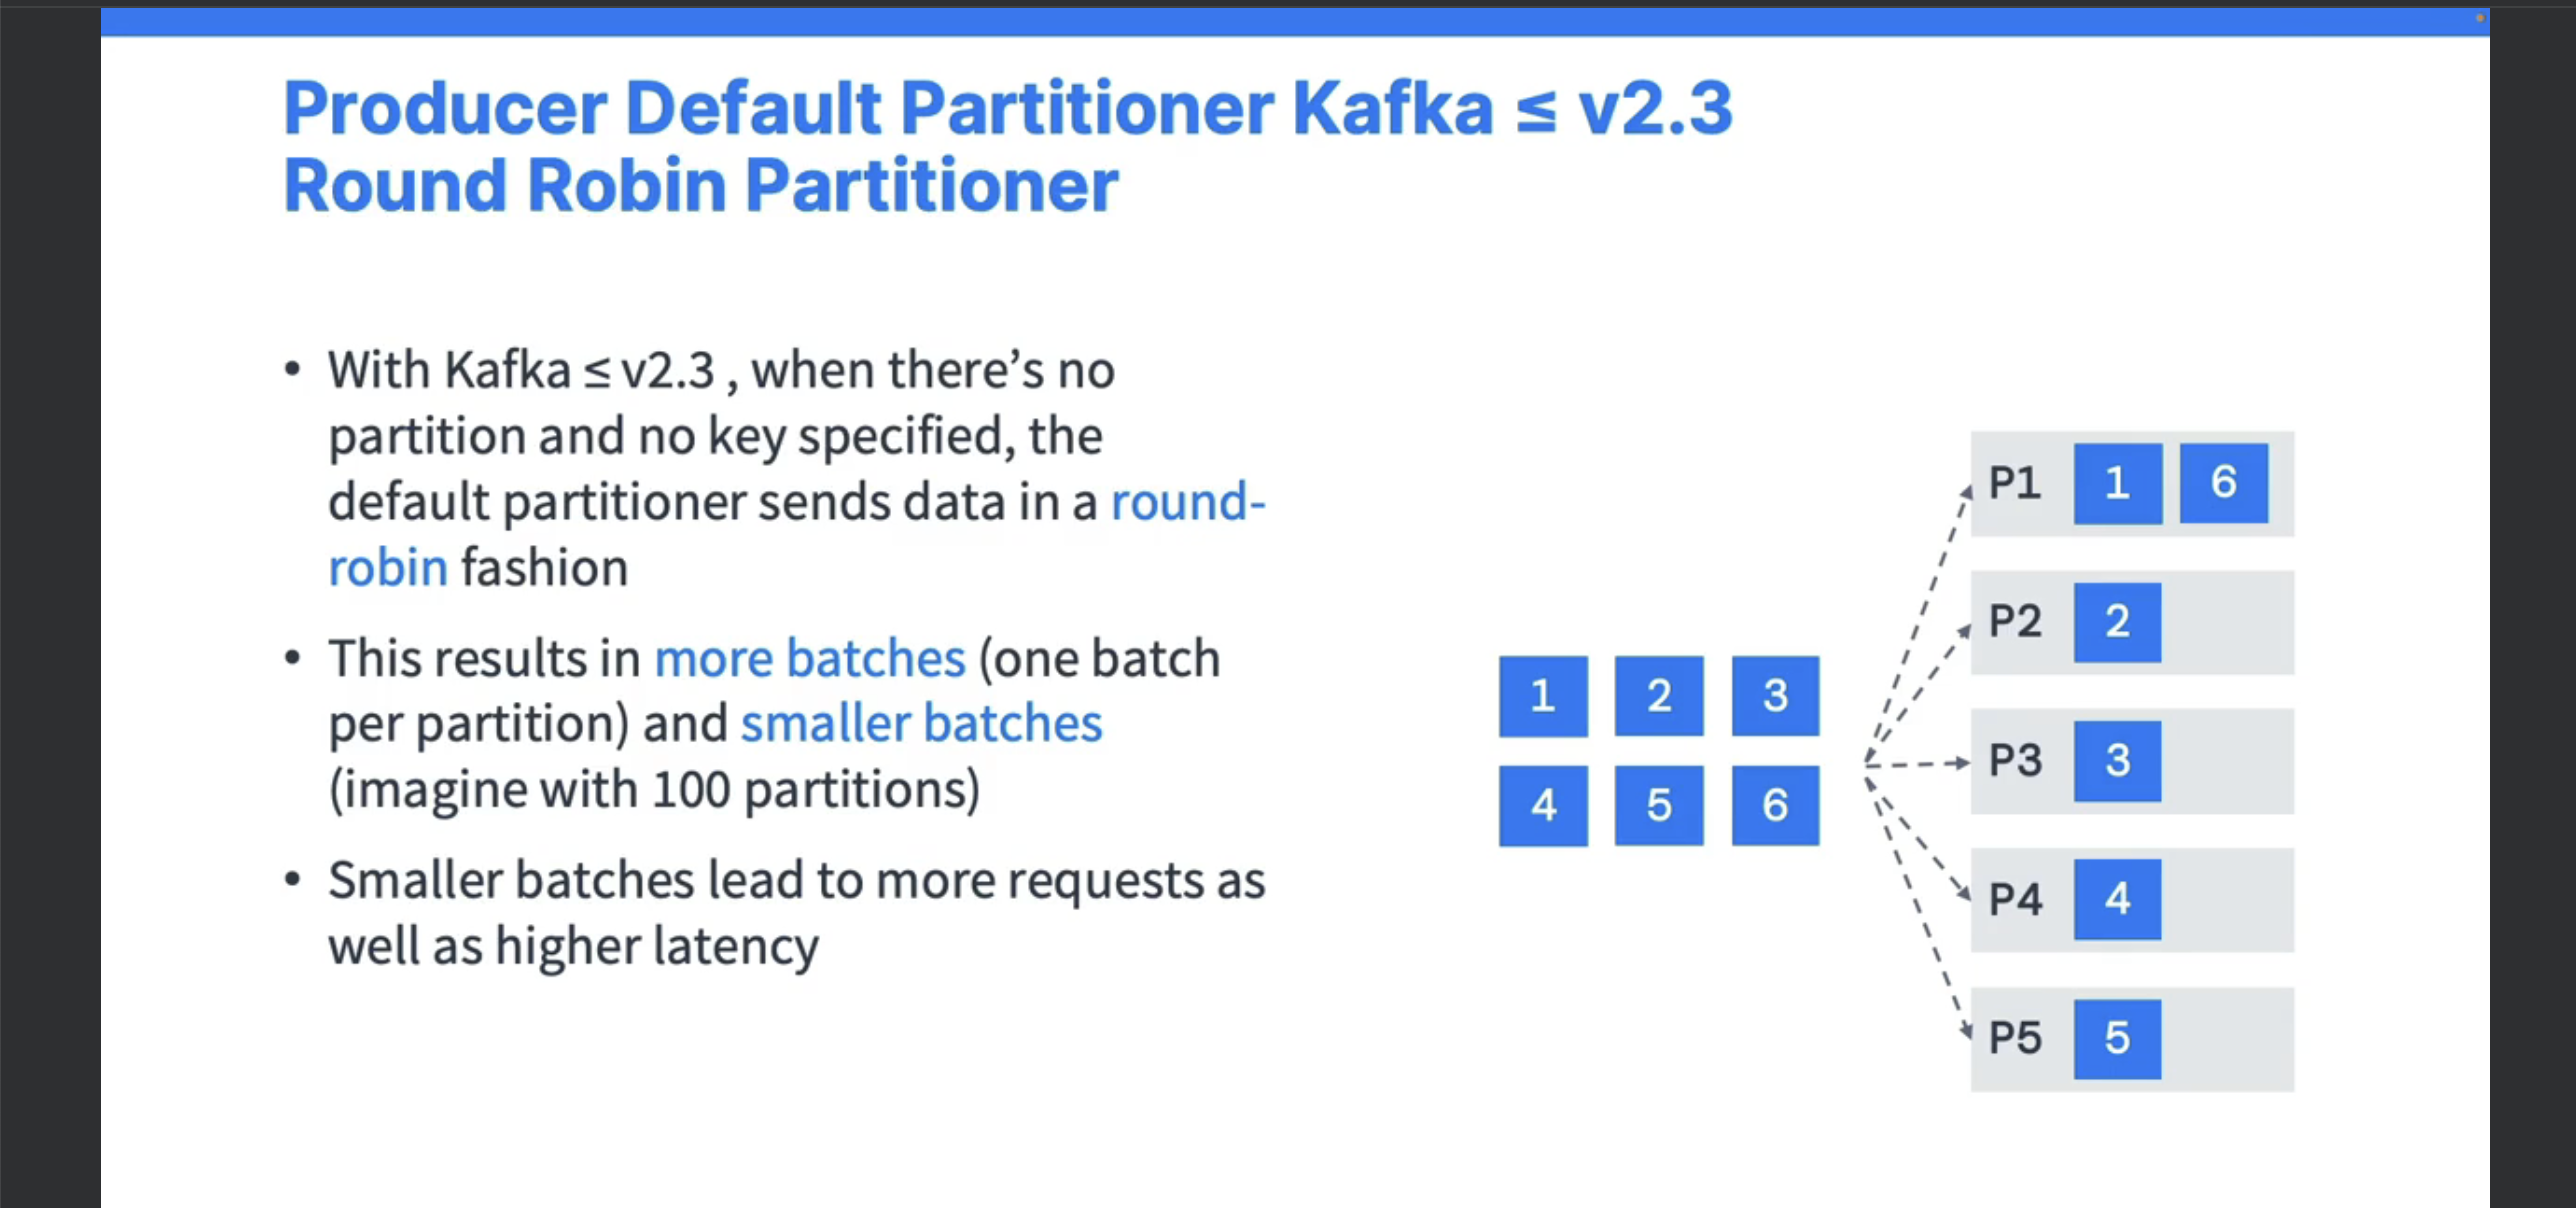 Producer Default Partitioner Kafka ≤ v2.3
Round Robin Partitioner
• With Kafka ≤ v2.3 , when there's no
partition and no key specified, the
default partitioner sends data in a round-
robin fashion
• This results in more batches (one batch
per partition) and smaller batches
(imagine with 100 partitions)
• Smaller batches lead to more requests as
well as higher latency
1 2 3
4 5 6
P1 1 6
P2 2
P3 3
P4 4
P5 5